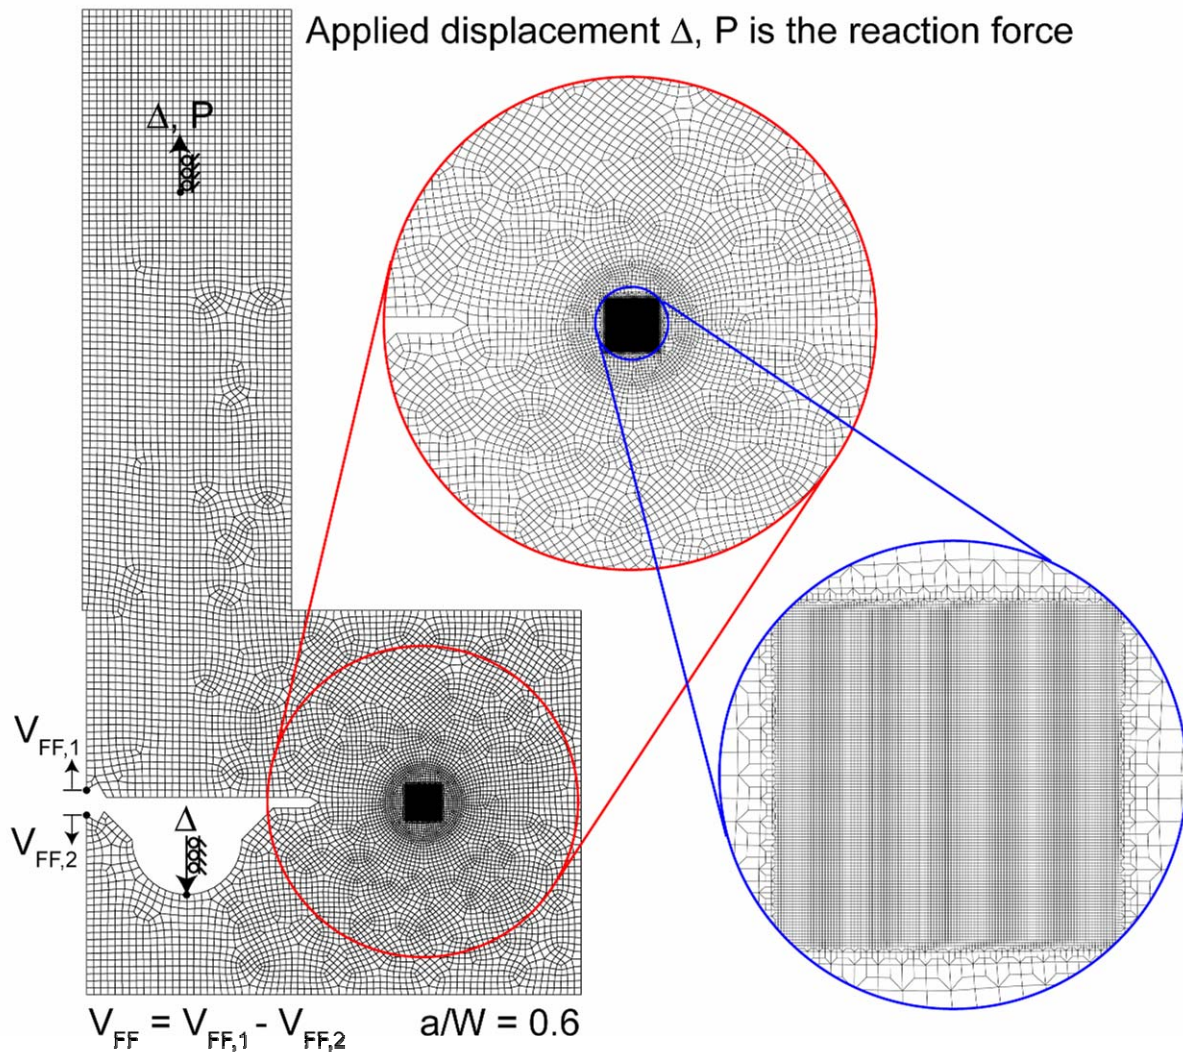 Applied displacement Δ, P is the reaction force
Δ, P
V_FF,1
Δ
V_FF,2
V_FF = V_FF,1 - V_FF,2
a/W = 0.6